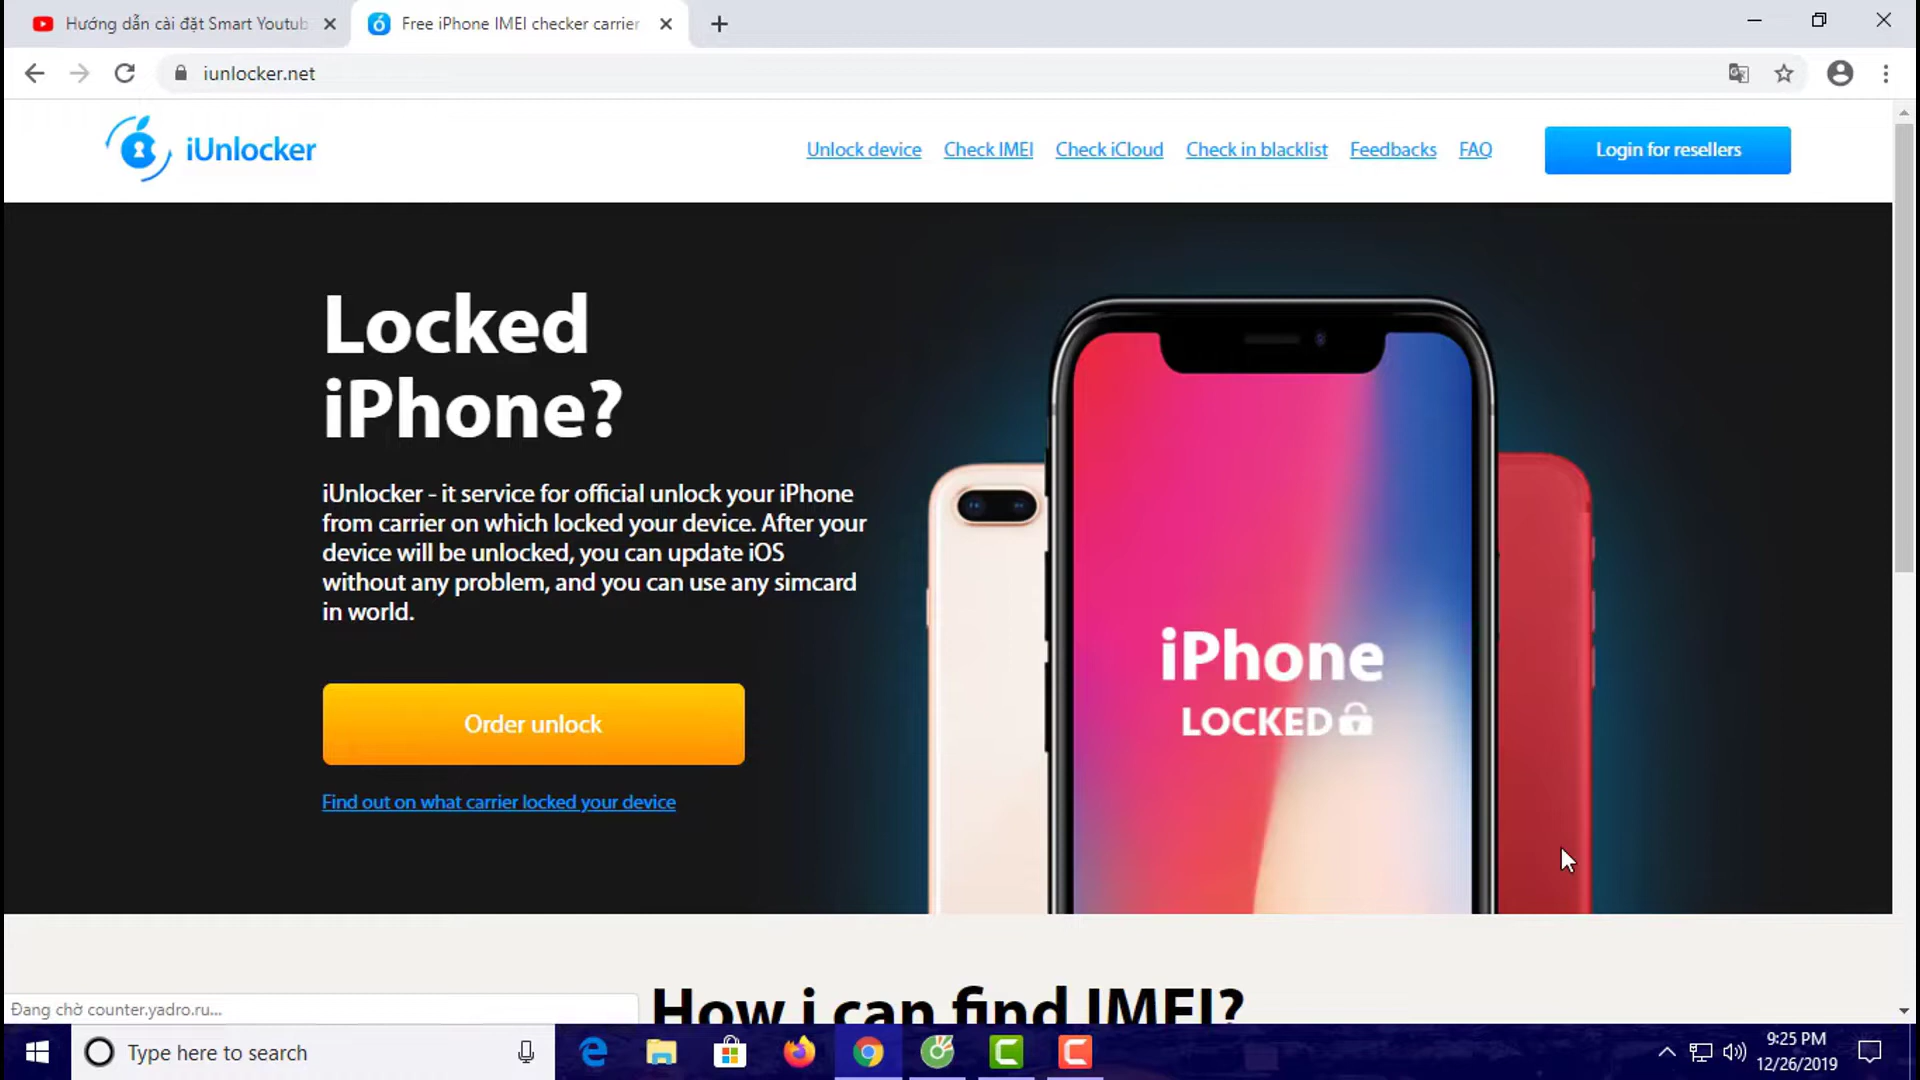 Hướng dẫn cài đặt Smart Youtub
Free iPhone IMEI checker carrier
iunlocker.net
iUnlocker
Unlock device
Check IMEI
Check iCloud
Check in blacklist
Feedbacks
FAQ
Login for resellers
Locked
iPhone?
iUnlocker - it service for official unlock your iPhone
from carrier on which locked your device. After your
device will be unlocked, you can update iOS
without any problem, and you can use any simcard
in world.
Order unlock
Find out on what carrier locked your device
iPhone
LOCKED
How i can find IMEI?
Đang chờ counter.yadro.ru...
Type here to search
9:25 PM
12/26/2019